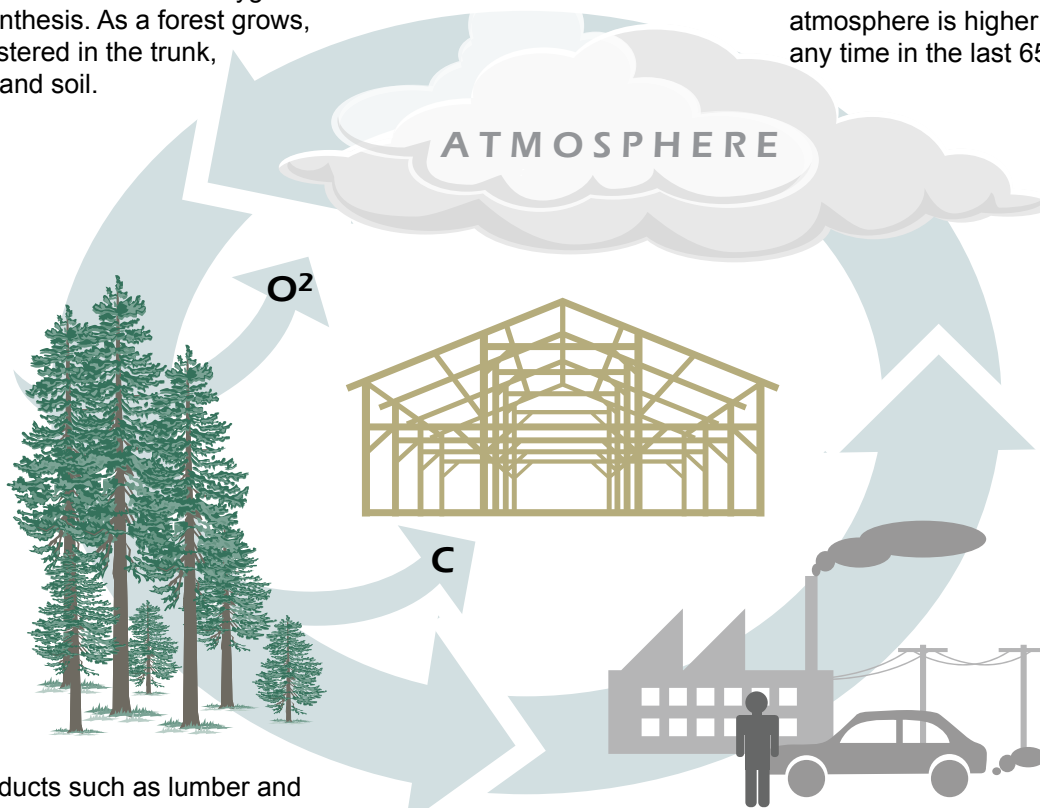 nthesis. As a forest grows,
stered in the trunk,
and soil.
atmosphere is higher
any time in the last 65
ATMOSPHERE
O²
C
ducts such as lumber and